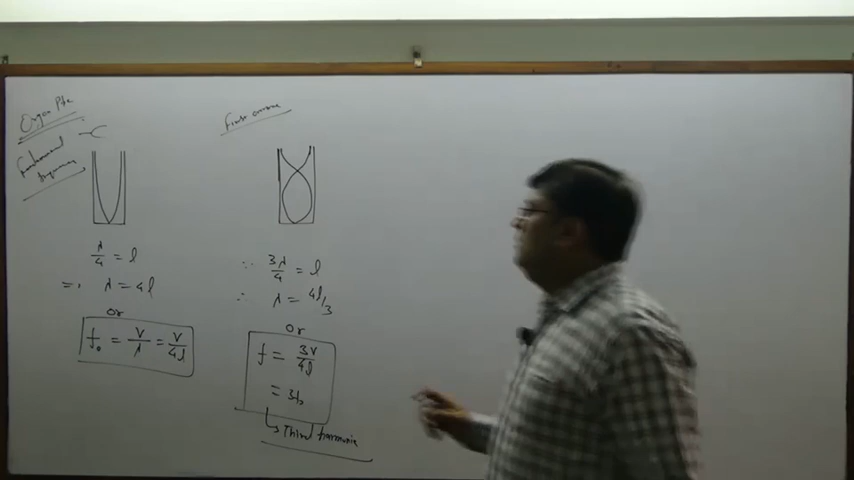 Organ Pipe
Fundamental
frequency
λ/4 = l
=> λ = 4l
or
f₀ = V/λ = V/4l
First overtone
∵ 3λ/4 = l
∴ λ = 4l/3
or
f = 3V/4l
= 3f₀
↳ Third harmonic